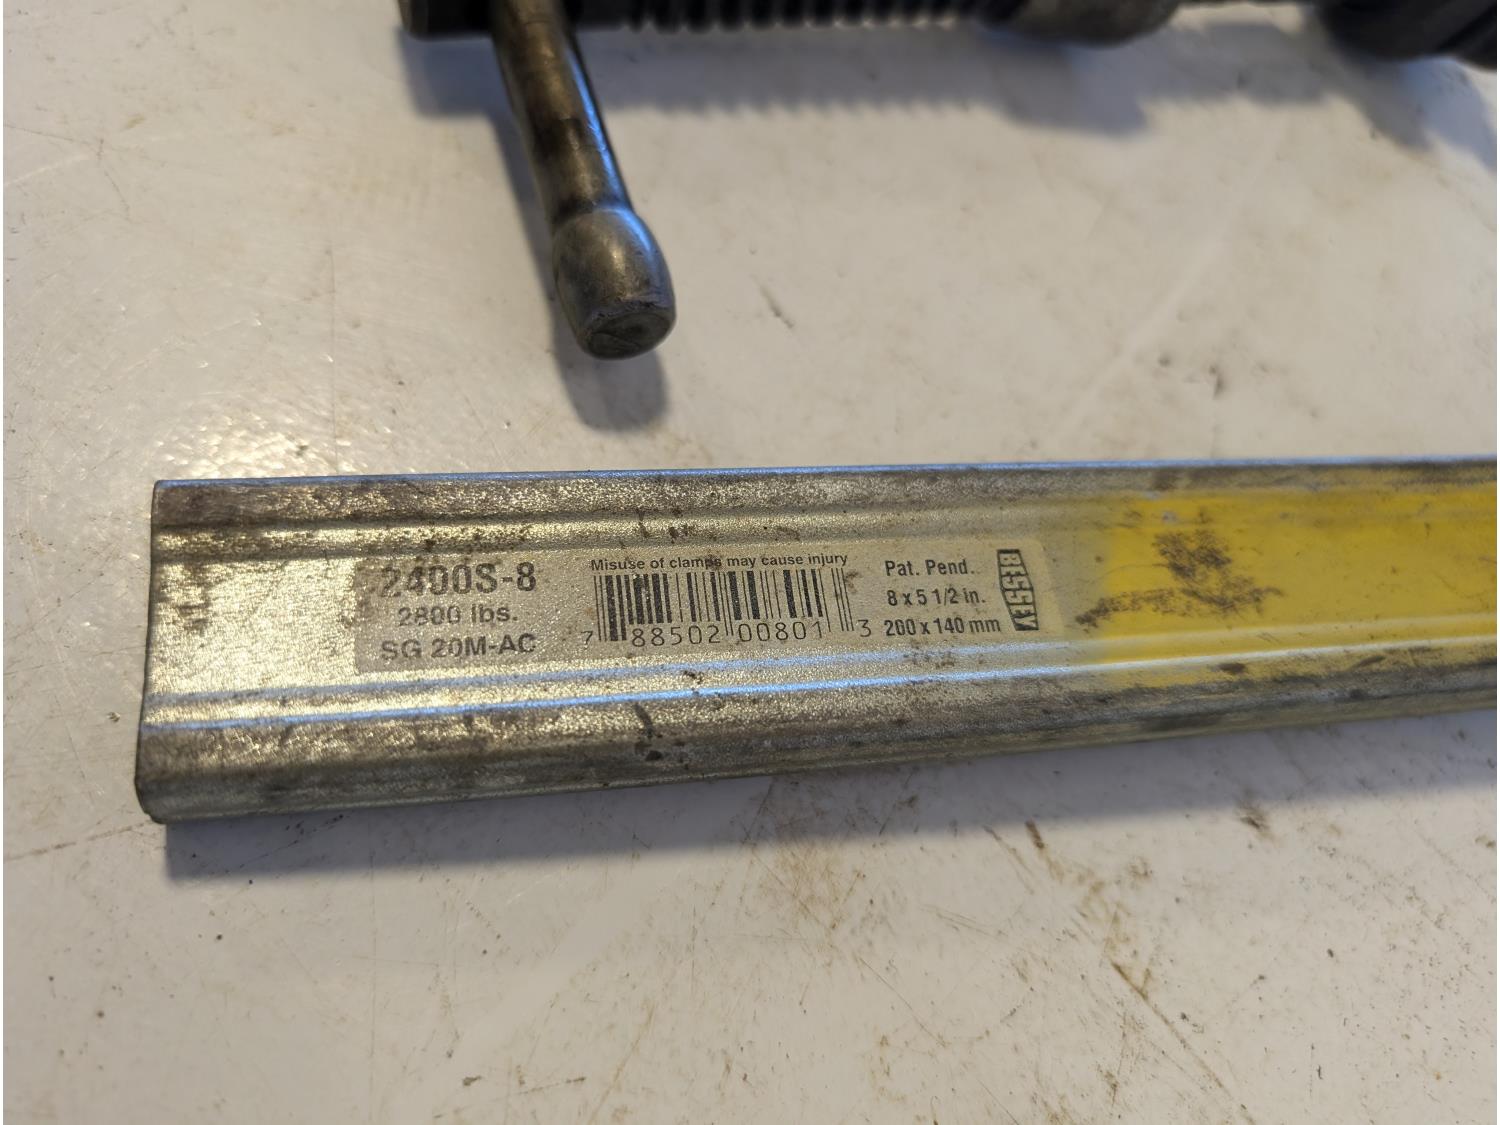 2400S-8
2800 lbs.
SG 20M-AC
Misuse of clamps may cause injury
7 88502 00801 3
Pat. Pend.
8 x 5 1/2 in.
200 x 140 mm
BESSEY